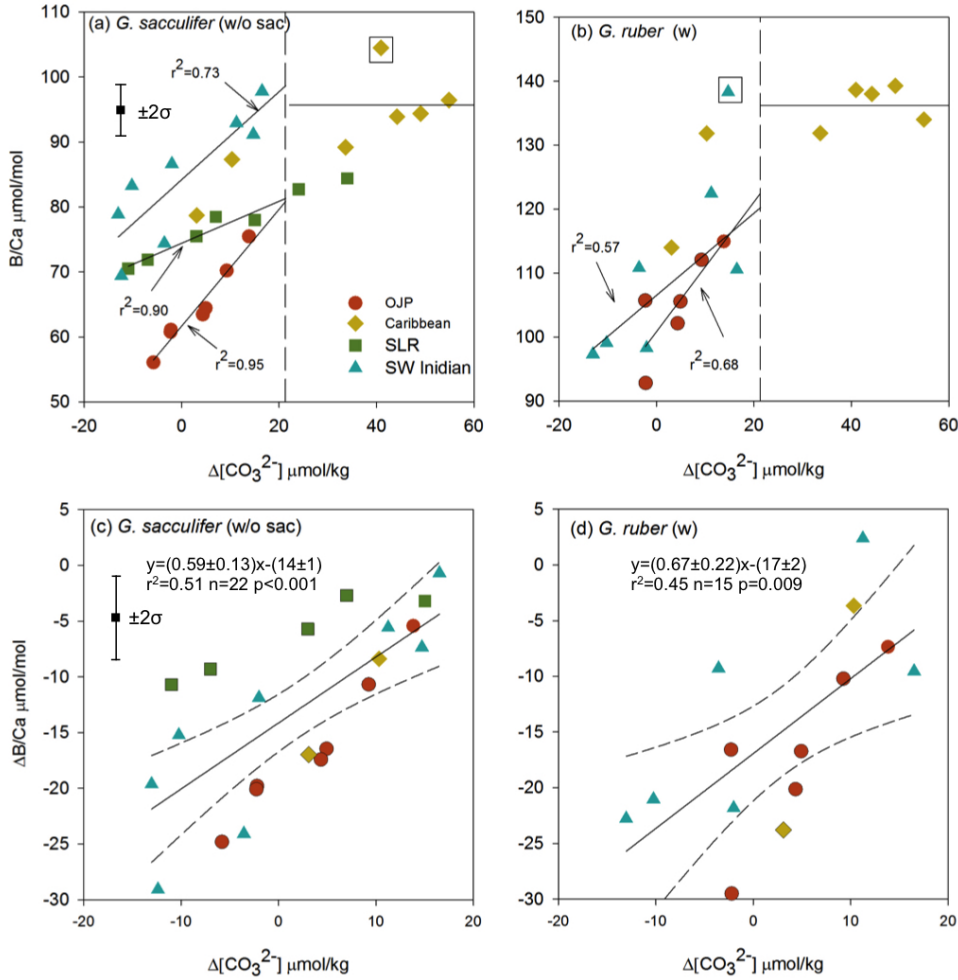 (a) G. sacculifer (w/o sac)
r²=0.73
±2σ
r²=0.90
r²=0.95
OJP
Caribbean
SLR
SW Inidian
110
100
90
80
70
60
50
B/Ca μmol/mol
-20
0
20
40
60
Δ[CO₃²⁻] μmol/kg
(b) G. ruber (w)
r²=0.57
r²=0.68
150
140
130
120
110
100
90
-20
0
20
40
60
Δ[CO₃²⁻] μmol/kg
(c) G. sacculifer (w/o sac)
y=(0.59±0.13)x-(14±1)
r²=0.51 n=22 p<0.001
±2σ
5
0
-5
-10
-15
-20
-25
-30
ΔB/Ca μmol/mol
-20
-10
0
10
20
Δ[CO₃²⁻] μmol/kg
(d) G. ruber (w)
y=(0.67±0.22)x-(17±2)
r²=0.45 n=15 p=0.009
5
0
-5
-10
-15
-20
-25
-30
-20
-10
0
10
20
Δ[CO₃²⁻] μmol/kg